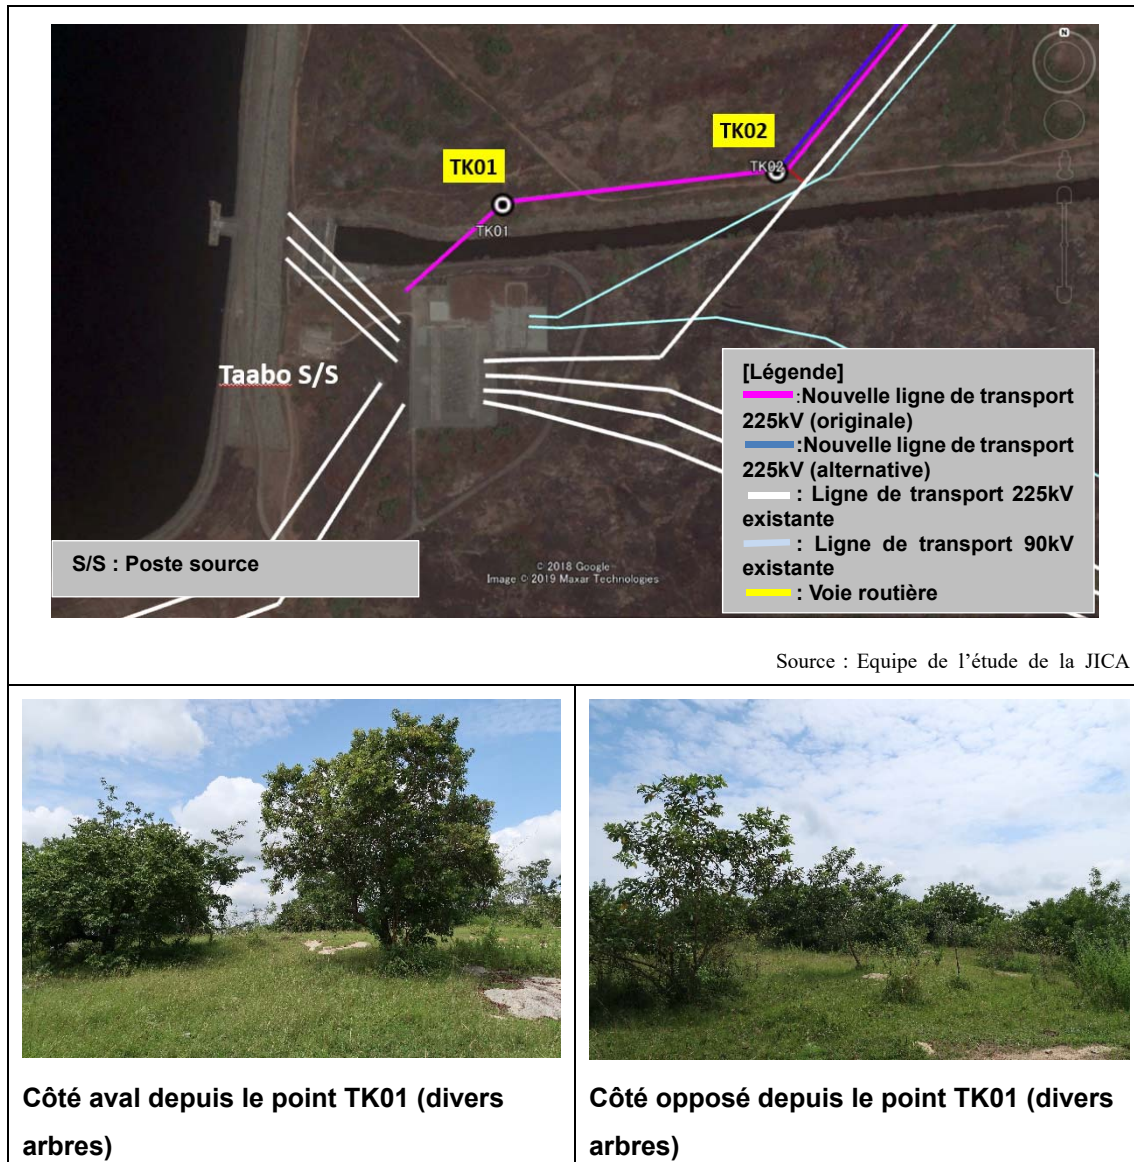 N
TK02
TK02
TK01
TK01
Taabo S/S
[Légende]
:Nouvelle ligne de transport
225kV (originale)
:Nouvelle ligne de transport
225kV (alternative)
: Ligne de transport 225kV
existante
: Ligne de transport 90kV
existante
: Voie routière
S/S : Poste source
© 2018 Google
Image © 2019 Maxar Technologies
Source : Equipe de l’étude de la JICA
Côté aval depuis le point TK01 (divers
arbres)
Côté opposé depuis le point TK01 (divers
arbres)